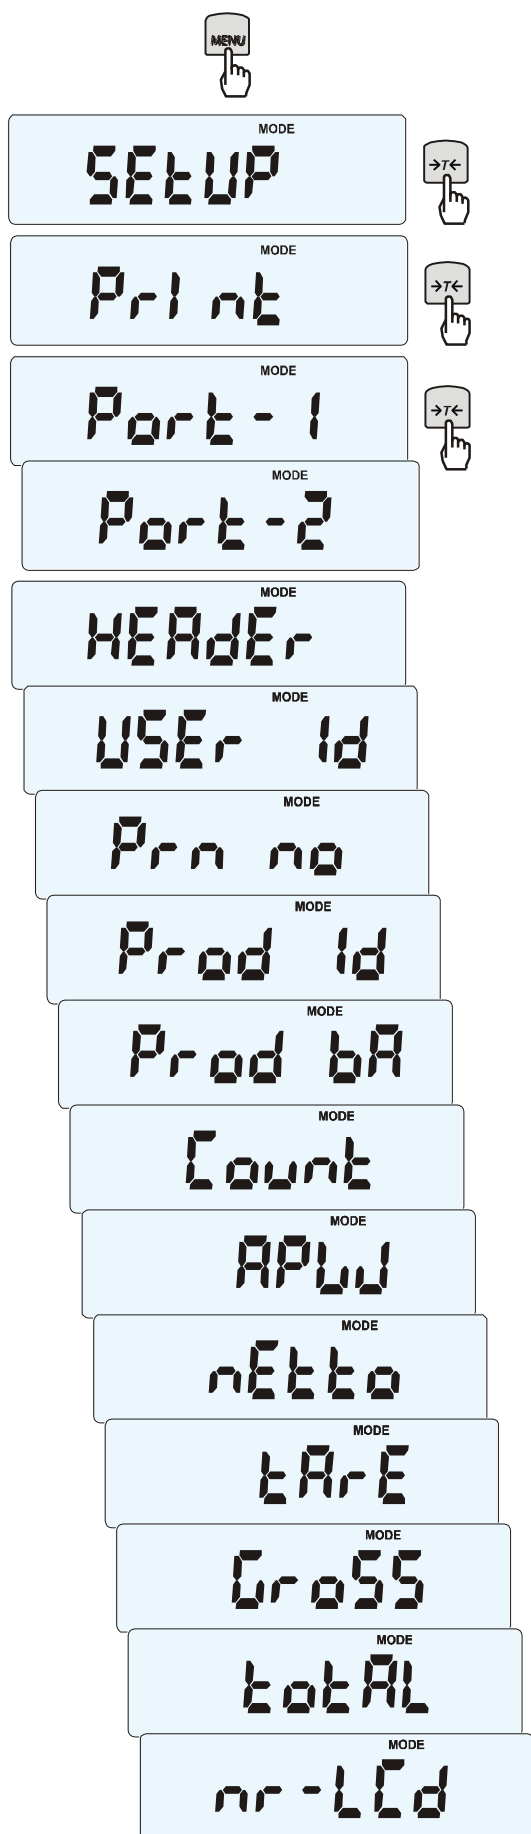 MENU
MODE
SEtUP
→T←
MODE
PrInt
→T←
MODE
Port-1
→T←
MODE
Port-2
MODE
HEAdEr
MODE
USEr Id
MODE
Prn no
MODE
Prod Id
MODE
Prod bA
MODE
Count
MODE
APW
MODE
nEtto
MODE
tArE
MODE
GroSS
MODE
totAL
MODE
nr-LCd